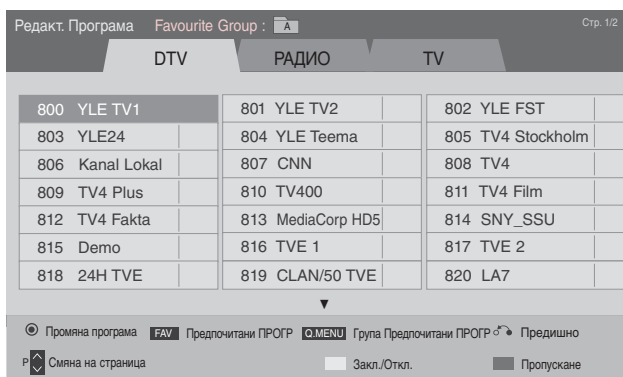 Редакт. Програма Favourite Group : A Стр. 1/2
DTV РАДИО TV
800 YLE TV1 801 YLE TV2 802 YLE FST
803 YLE24 804 YLE Teema 805 TV4 Stockholm
806 Kanal Lokal 807 CNN 808 TV4
809 TV4 Plus 810 TV400 811 TV4 Film
812 TV4 Fakta 813 MediaCorp HD5 814 SNY_SSU
815 Demo 816 TVE 1 817 TVE 2
818 24H TVE 819 CLAN/50 TVE 820 LA7
Промяна програма FAV Предпочитани ПРОГР Q.MENU Група Предпочитани ПРОГР Предишно
P Смяна на страница Закл./Откл. Пропускане